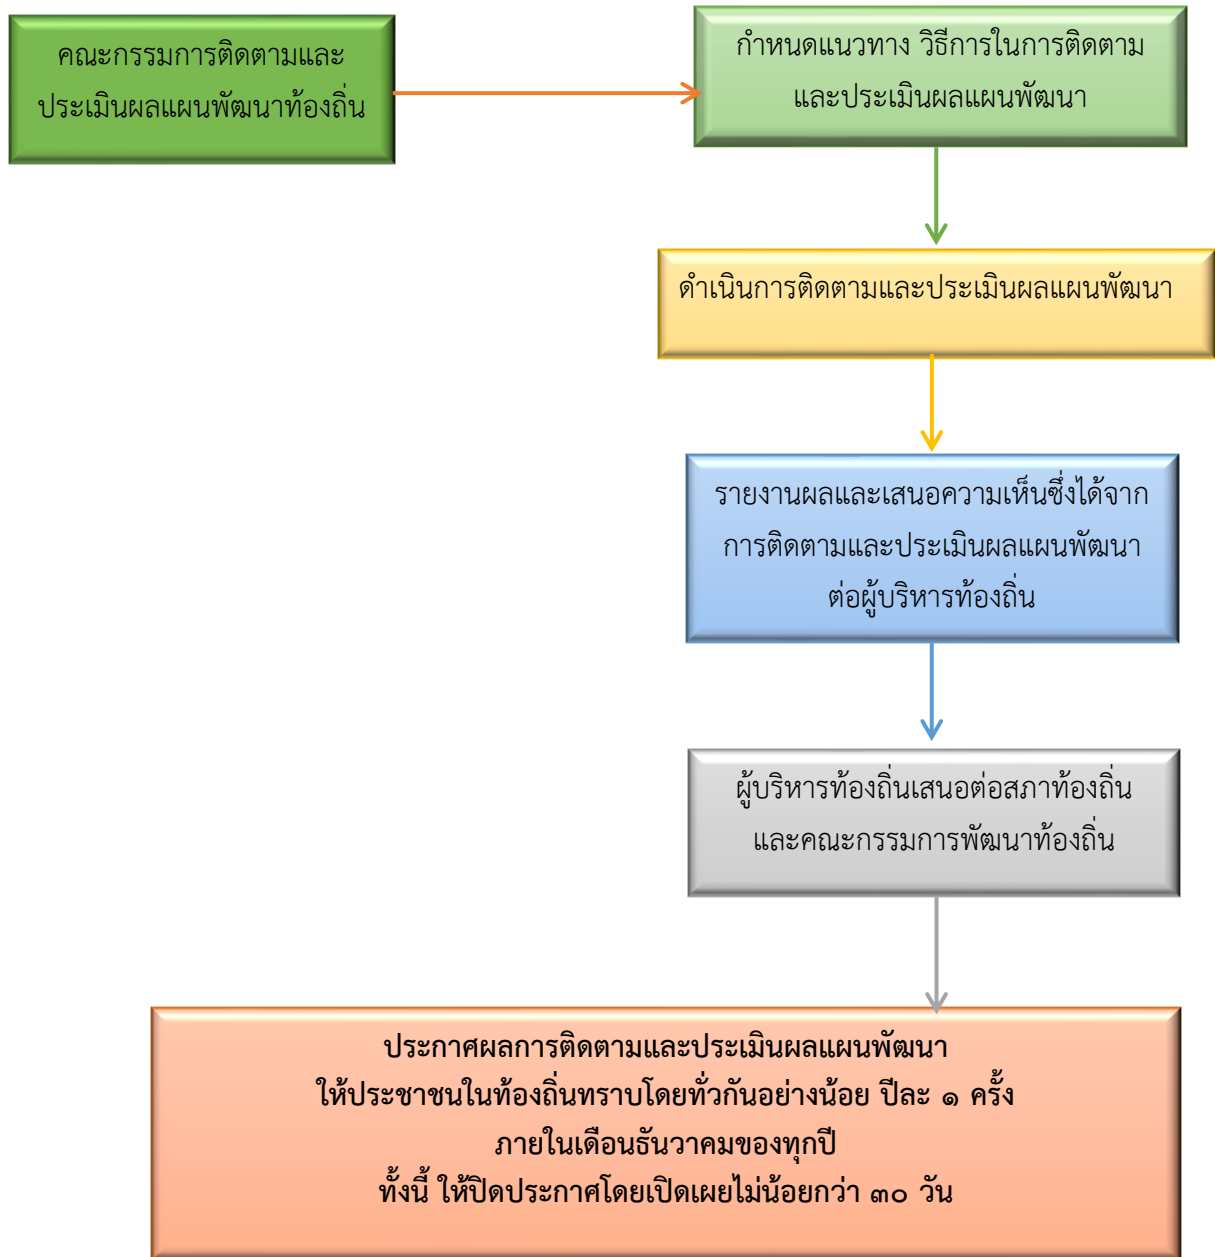 คณะกรรมการติดตามและ
ประเมินผลแผนพัฒนาท้องถิ่น
กำหนดแนวทาง วิธีการในการติดตาม
และประเมินผลแผนพัฒนา
ดำเนินการติดตามและประเมินผลแผนพัฒนา
รายงานผลและเสนอความเห็นซึ่งได้จาก
การติดตามและประเมินผลแผนพัฒนา
ต่อผู้บริหารท้องถิ่น
ผู้บริหารท้องถิ่นเสนอต่อสภาท้องถิ่น
และคณะกรรมการพัฒนาท้องถิ่น
ประกาศผลการติดตามและประเมินผลแผนพัฒนา
ให้ประชาชนในท้องถิ่นทราบโดยทั่วกันอย่างน้อย ปีละ ๑ ครั้ง
ภายในเดือนธันวาคมของทุกปี
ทั้งนี้ ให้ปิดประกาศโดยเปิดเผยไม่น้อยกว่า ๓๐ วัน